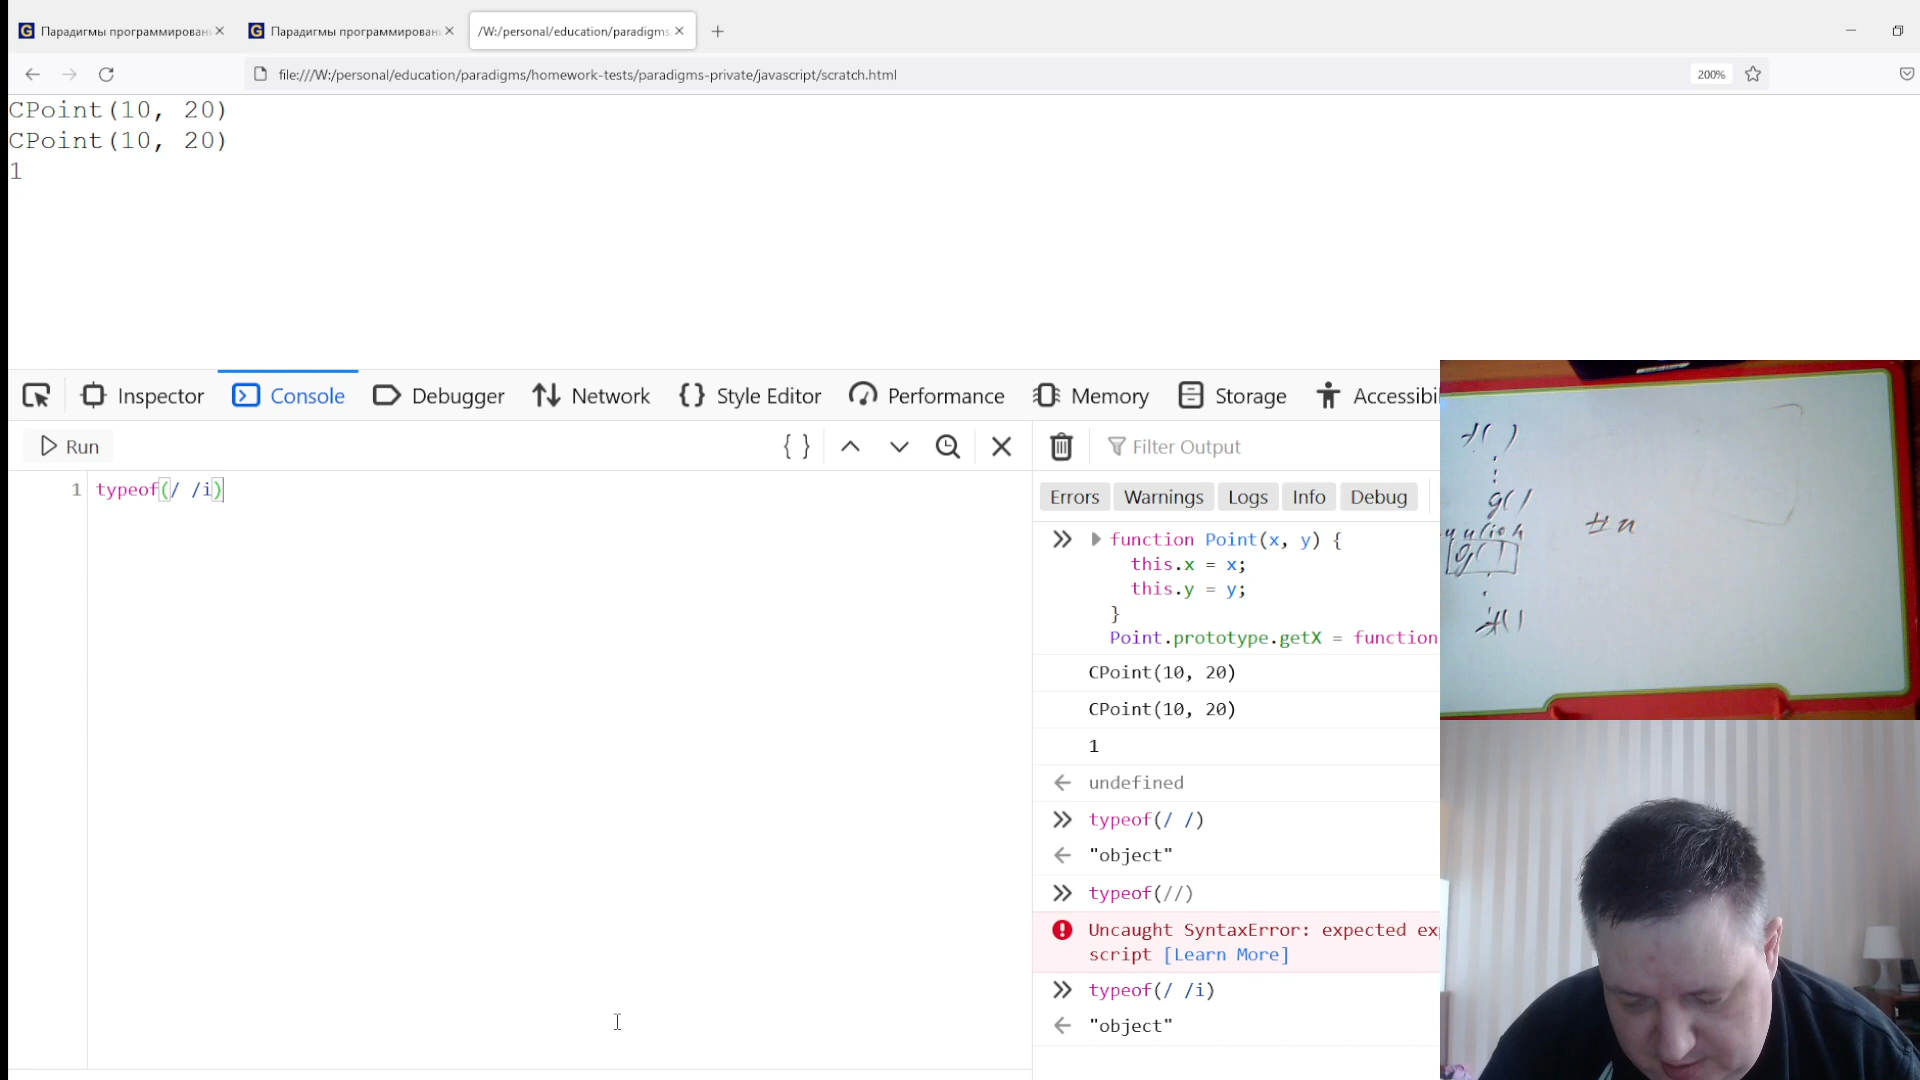 Парадигмы программирован
Парадигмы программирован
/W:/personal/education/paradigms
file:///W:/personal/education/paradigms/homework-tests/paradigms-private/javascript/scratch.html
200%
CPoint(10, 20)
CPoint(10, 20)
1
Inspector
Console
Debugger
Network
Style Editor
Performance
Memory
Storage
Accessibi
Run
Filter Output
1 typeof(/ /i)
Errors
Warnings
Logs
Info
Debug
function Point(x, y) {
this.x = x;
this.y = y;
}
Point.prototype.getX = function
CPoint(10, 20)
CPoint(10, 20)
1
undefined
typeof(/ /)
"object"
typeof(//)
Uncaught SyntaxError: expected ex
script [Learn More]
typeof(/ /i)
"object"
f( )
g( )
g( )
f( )